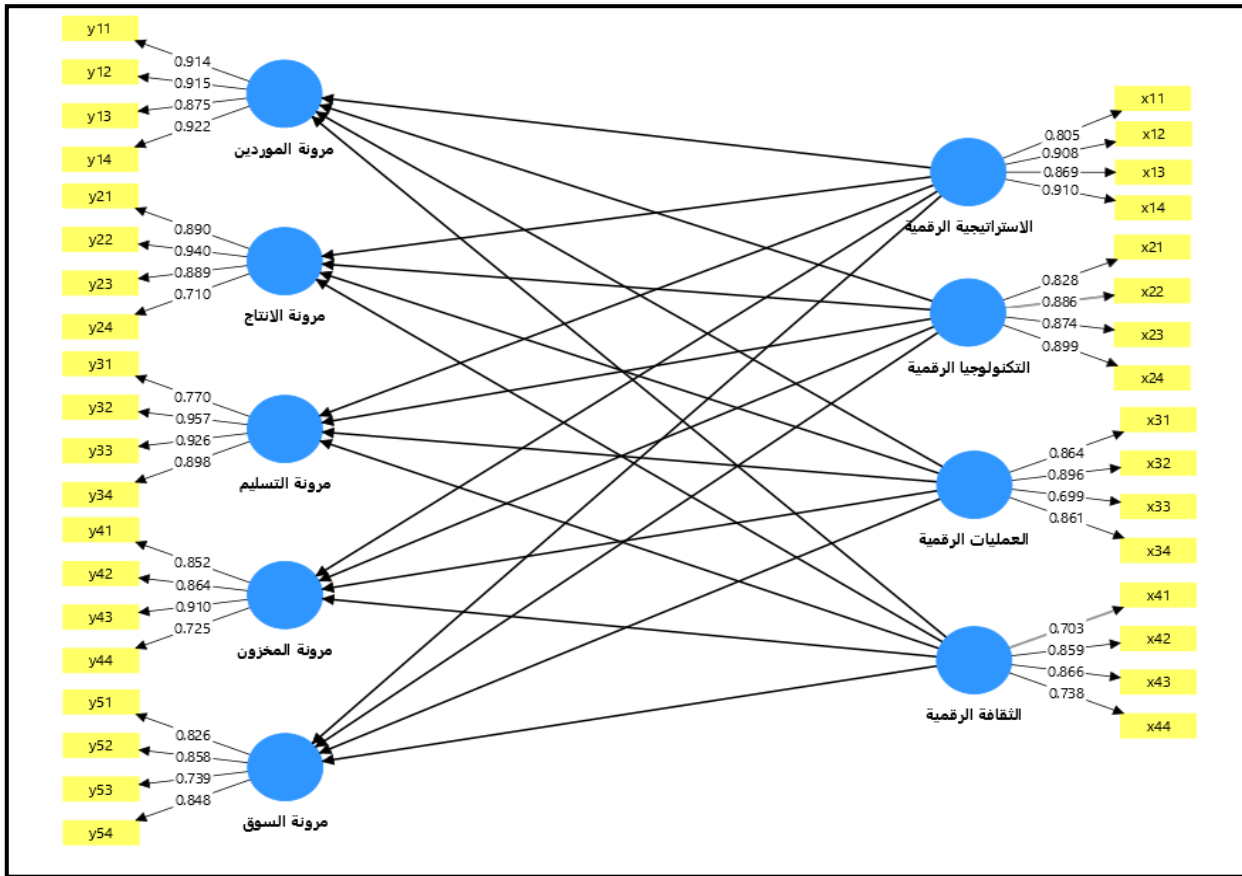 y11
0.914
y12
0.915
y13
0.875
y14
0.922
مرونة الموردين
y21
0.890
y22
0.940
y23
0.889
y24
0.710
مرونة الانتاج
y31
0.770
y32
0.957
y33
0.926
y34
0.898
مرونة التسليم
y41
0.852
y42
0.864
y43
0.910
y44
0.725
مرونة المخزون
y51
0.826
y52
0.858
y53
0.739
y54
0.848
مرونة السوق
x11
0.805
x12
0.908
x13
0.869
x14
0.910
الاستراتيجية الرقمية
x21
0.828
x22
0.886
x23
0.874
x24
0.899
التكنولوجيا الرقمية
x31
0.864
x32
0.896
x33
0.699
x34
0.861
العمليات الرقمية
x41
0.703
x42
0.859
x43
0.866
x44
0.738
الثقافة الرقمية